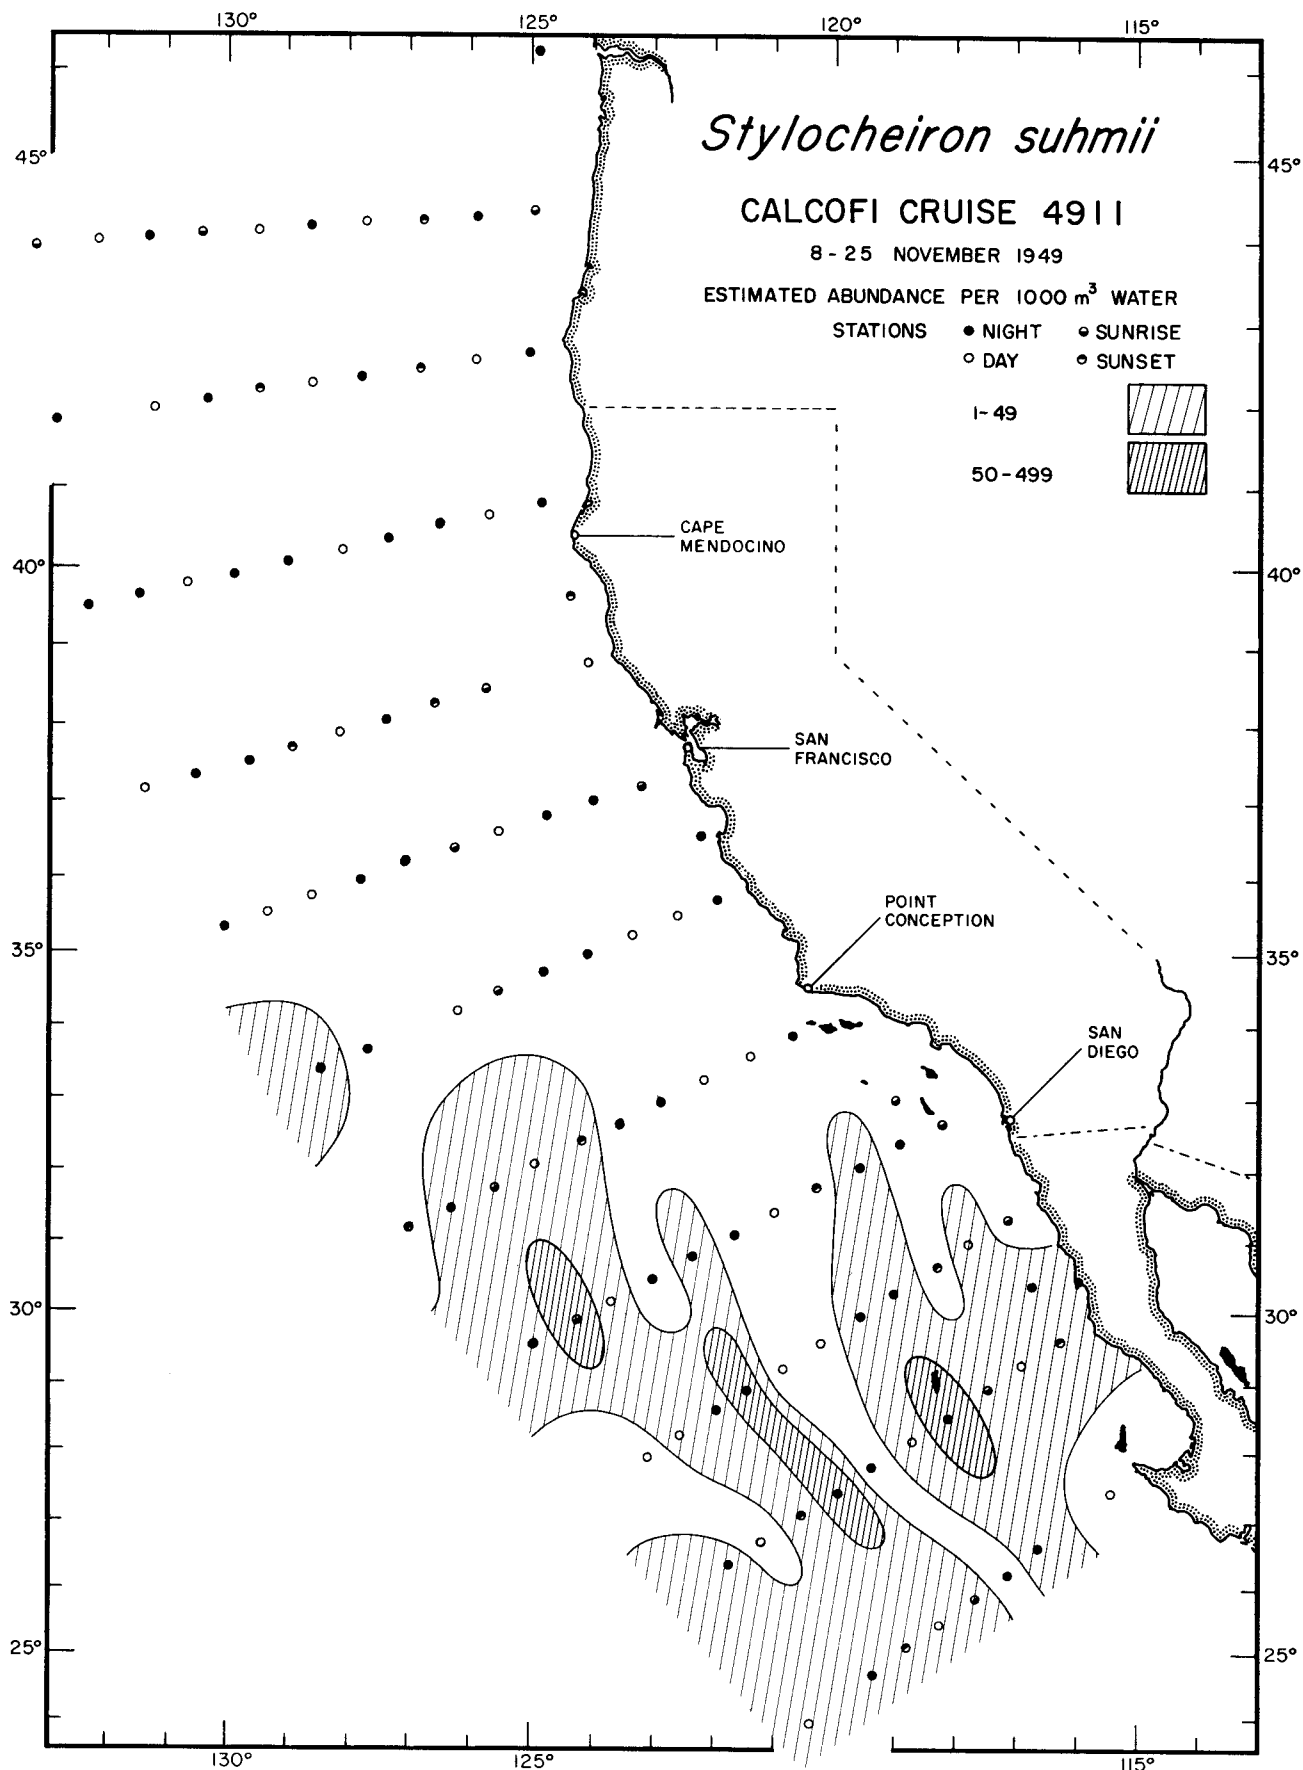 130° 125° 120° 115°
Stylocheiron suhmii
45° 45°
CALCOFI CRUISE 4911
8-25 NOVEMBER 1949
ESTIMATED ABUNDANCE PER 1000 m³ WATER
STATIONS ● NIGHT ◒ SUNRISE
○ DAY ◓ SUNSET
1-49
50-499
CAPE
MENDOCINO
40° 40°
SAN
FRANCISCO
POINT
CONCEPTION
35° 35°
SAN
DIEGO
30° 30°
25° 25°
130° 125° 115°